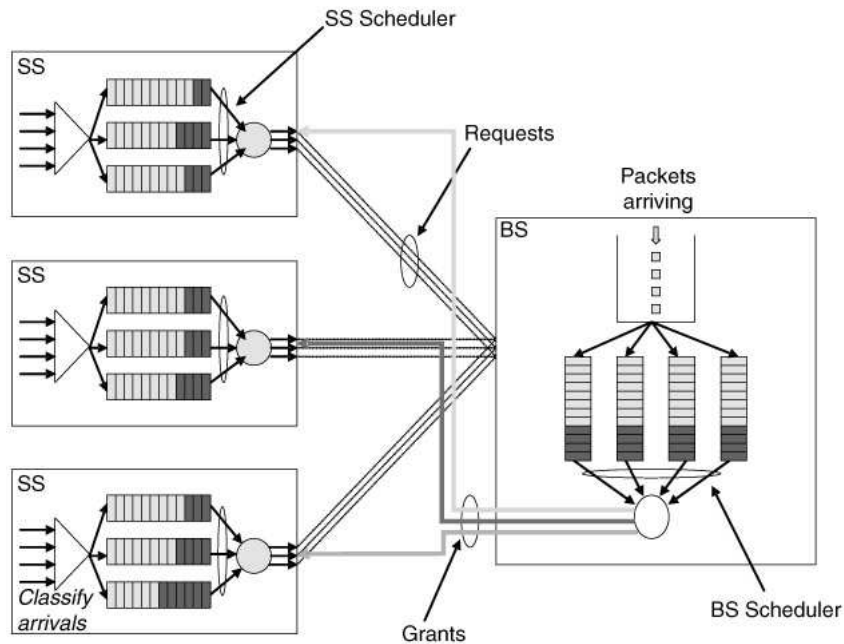 SS Scheduler
SS
Requests
Packets
arriving
BS
SS
SS
Classify
arrivals
Grants
BS Scheduler